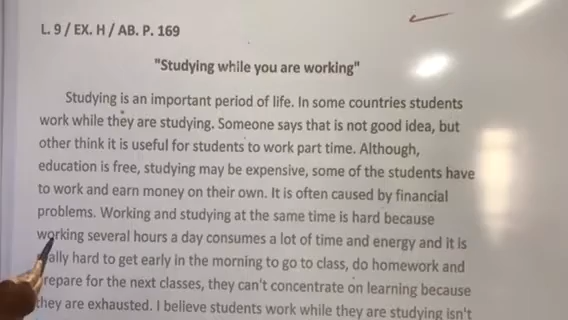 L. 9 / EX. H / AB. P. 169
"Studying while you are working"
Studying is an important period of life. In some countries students
work while they are studying. Someone says that is not good idea, but
other think it is useful for students to work part time. Although,
education is free, studying may be expensive, some of the students have
to work and earn money on their own. It is often caused by financial
problems. Working and studying at the same time is hard because
working several hours a day consumes a lot of time and energy and it is
to get early in the morning to go to class, do homework and
for the next classes, they can't concentrate on learning because
they are exhausted. I believe students work while they are studying isn't